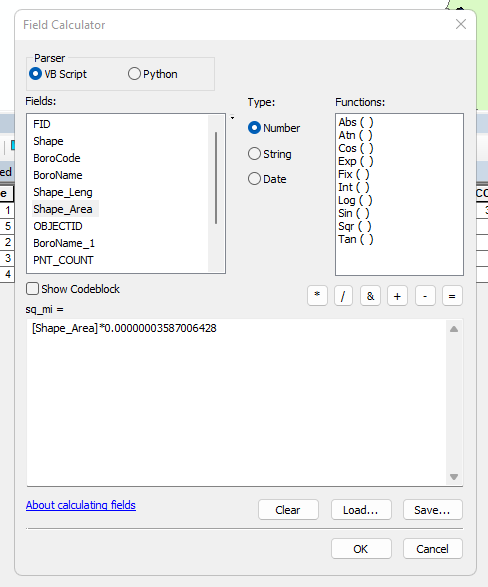 Field Calculator
Parser
VB Script
Python
Fields:
Type:
Functions:
FID
Shape
BoroCode
BoroName
Shape_Leng
Shape_Area
OBJECTID
BoroName_1
PNT_COUNT
Number
String
Date
Abs ( )
Atn ( )
Cos ( )
Exp ( )
Fix ( )
Int ( )
Log ( )
Sin ( )
Sqr ( )
Tan ( )
Show Codeblock
* / & + - =
sq_mi =
[Shape_Area]*0.00000003587006428
About calculating fields
Clear
Load...
Save...
OK
Cancel
ed
e
1
5
2
3
4